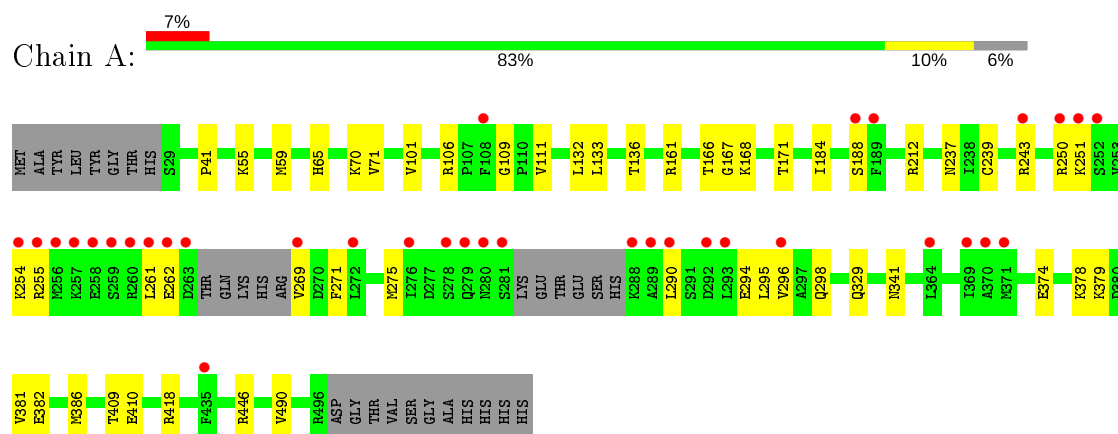 7%
Chain A:
83% 10% 6%
MET ALA TYR LEU TYR GLY THR HIS S29 P41 K55 M59 H65 K70 V71 V101 R106 P107 F108 G109 P110 V111 L132 L133 T136 R161 T166 G167 K168 T171 I184 S188 F189 R212 N237 I238 C239 R243 R250 K251 S252 V253
K254 R255 M256 K257 E258 S259 R260 L261 E262 D263 THR GLN LYS HIS ARG V269 D270 F271 L272 M275 I276 D277 S278 Q279 N280 S281 LYS GLU THR GLU SER HIS K288 A289 L290 S291 D292 L293 E294 L295 V296 A297 Q298 Q329 N341 L364 I369 A370 M371 E374 K378 K379 D380
V381 E382 M386 T409 E410 R418 F435 R446 V490 R496 ASP GLY THR VAL SER GLY ALA HIS HIS HIS HIS